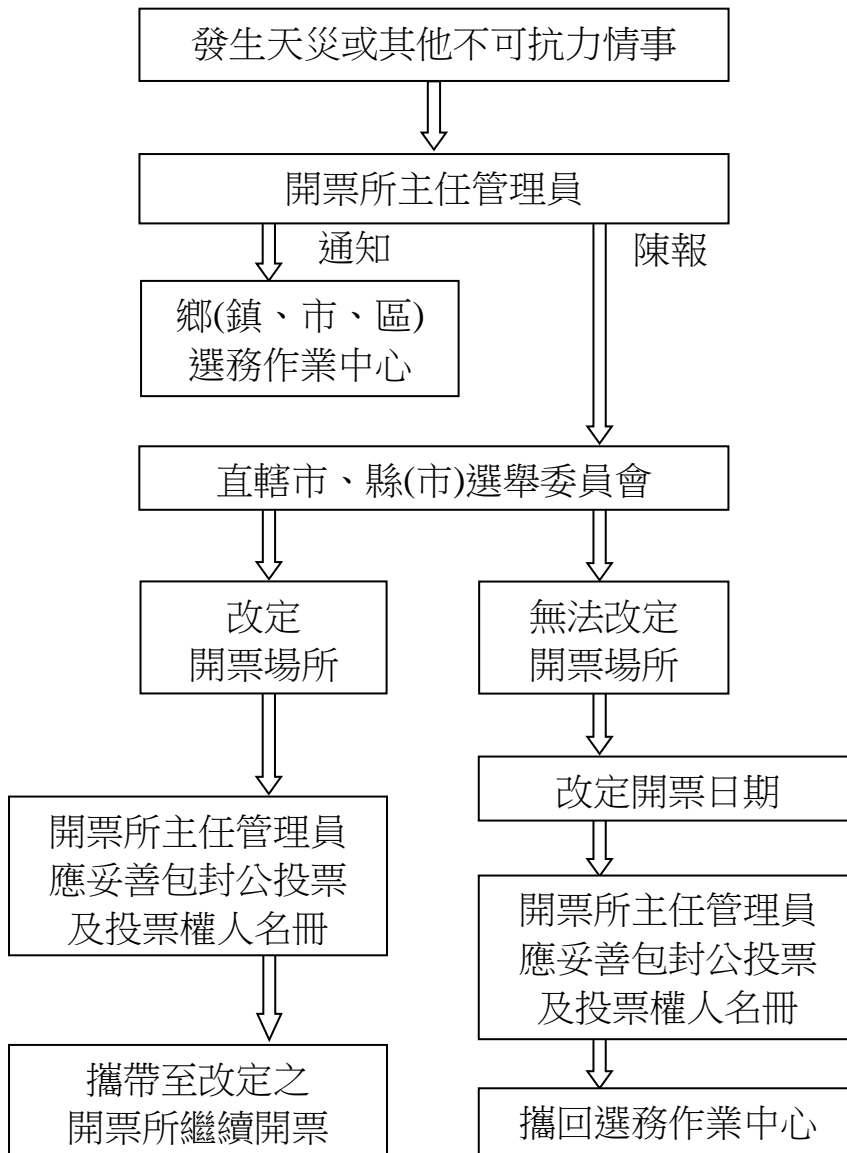 發生天災或其他不可抗力情事
開票所主任管理員
通知
陳報
鄉(鎮、市、區)
選務作業中心
直轄市、縣(市)選舉委員會
改定
開票場所
無法改定
開票場所
改定開票日期
開票所主任管理員
應妥善包封公投票
及投票權人名冊
開票所主任管理員
應妥善包封公投票
及投票權人名冊
攜帶至改定之
開票所繼續開票
攜回選務作業中心